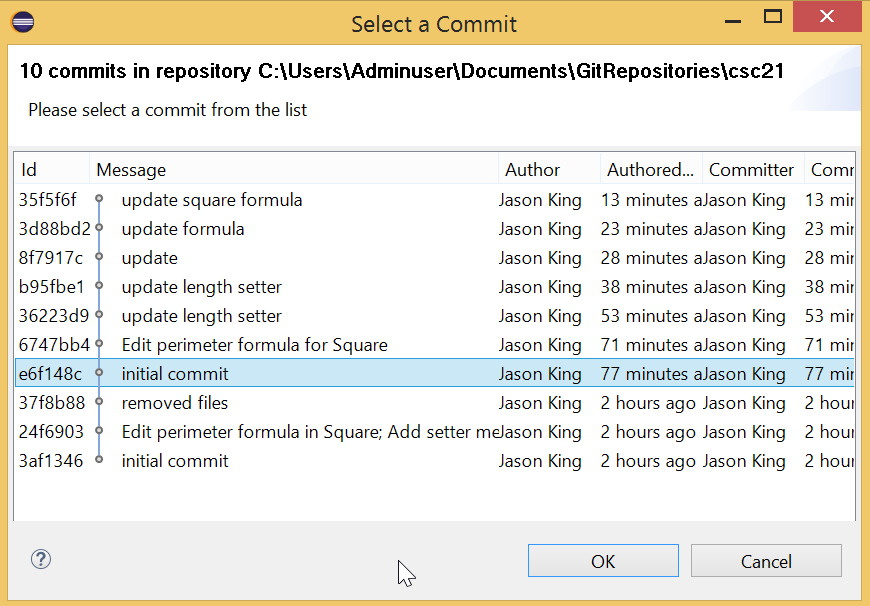 Select a Commit
10 commits in repository C:\Users\Adminuser\Documents\GitRepositories\csc21
Please select a commit from the list
Id Message Author Authored... Committer Comm
35f5f6f update square formula Jason King 13 minutes a Jason King 13 min
3d88bd2 update formula Jason King 23 minutes a Jason King 23 min
8f7917c update Jason King 28 minutes a Jason King 28 min
b95fbe1 update length setter Jason King 38 minutes a Jason King 38 min
36223d9 update length setter Jason King 53 minutes a Jason King 53 min
6747bb4 Edit perimeter formula for Square Jason King 71 minutes a Jason King 71 min
e6f148c initial commit Jason King 77 minutes a Jason King 77 min
37f8b88 removed files Jason King 2 hours ago Jason King 2 hour
24f6903 Edit perimeter formula in Square; Add setter me Jason King 2 hours ago Jason King 2 hour
3af1346 initial commit Jason King 2 hours ago Jason King 2 hour
? OK Cancel